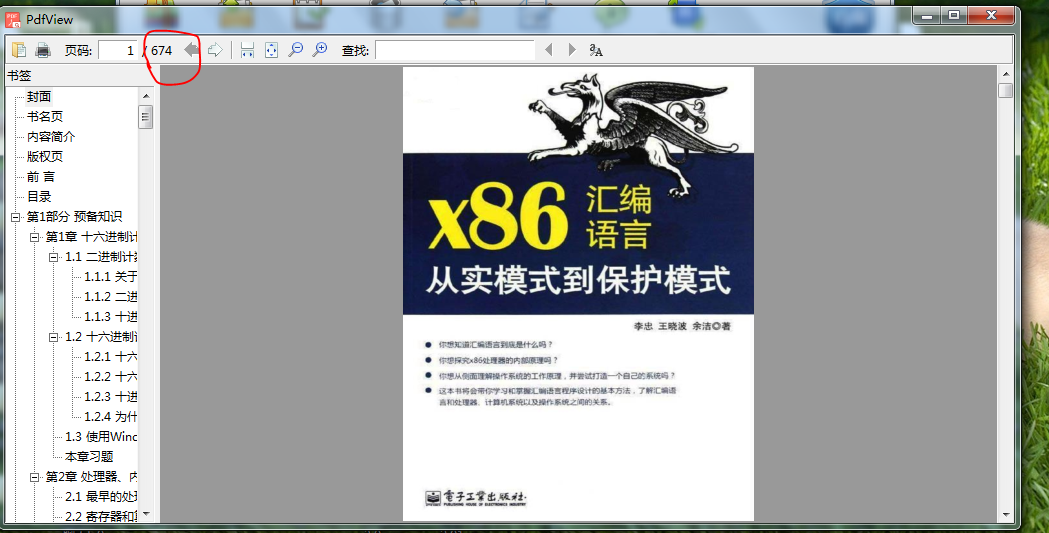 PdfView
页码: 1 / 674 查找:
书签
封面
书名页
内容简介
版权页
前 言
目录
第1部分 预备知识
第1章 十六进制计
1.1 二进制计数
1.1.1 关于
1.1.2 二进
1.1.3 十进
1.2 十六进制计
1.2.1 十六
1.2.2 十六
1.2.3 十进
1.2.4 为什
1.3 使用Winc
本章习题
第2章 处理器、内
2.1 最早的处理
2.2 寄存器和
x86 汇编
语言
从实模式到保护模式
李忠 王晓波 余洁◎著
你想知道汇编语言到底是什么吗？
你想探究x86处理器的内部原理吗？
你想从侧面理解操作系统的工作原理，并尝试打造一个自己的系统吗？
这本书将会带你学习和掌握汇编语言程序设计的基本方法，了解汇编语
言和处理器、计算机系统以及操作系统之间的关系。
电子工业出版社·
PUBLISHING HOUSE OF ELECTRONICS INDUSTRY